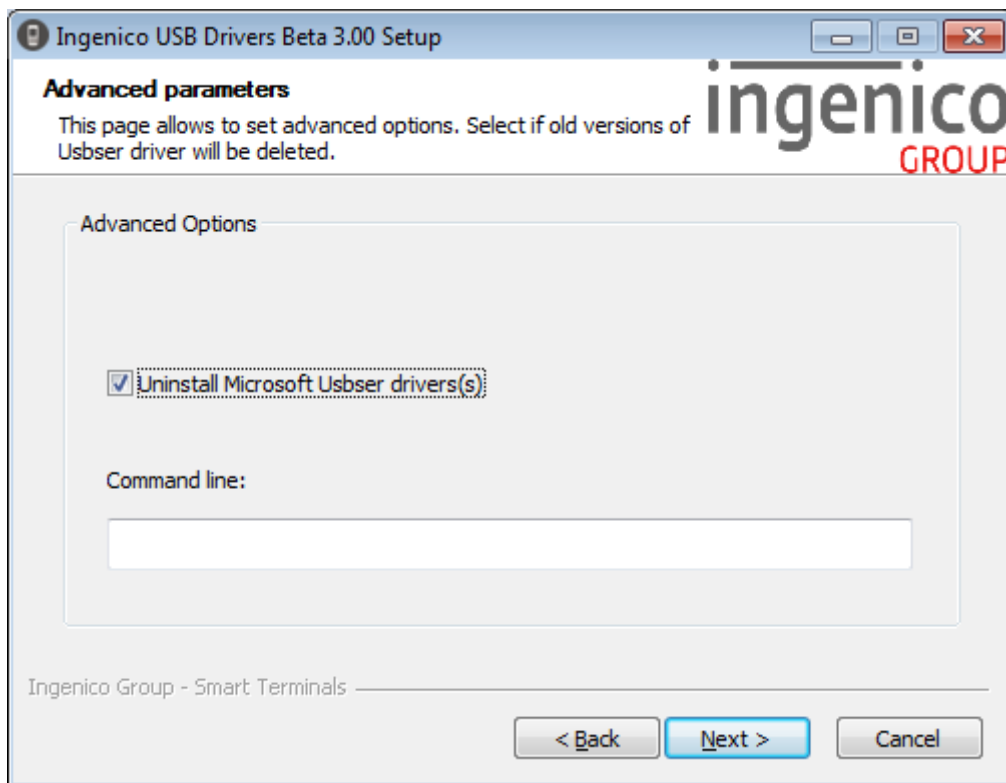 Ingenico USB Drivers Beta 3.00 Setup
Advanced parameters
This page allows to set advanced options. Select if old versions of
Usbser driver will be deleted.
ingenico
GROUP
Advanced Options
Uninstall Microsoft Usbser drivers(s)
Command line:
Ingenico Group - Smart Terminals
< Back
Next >
Cancel